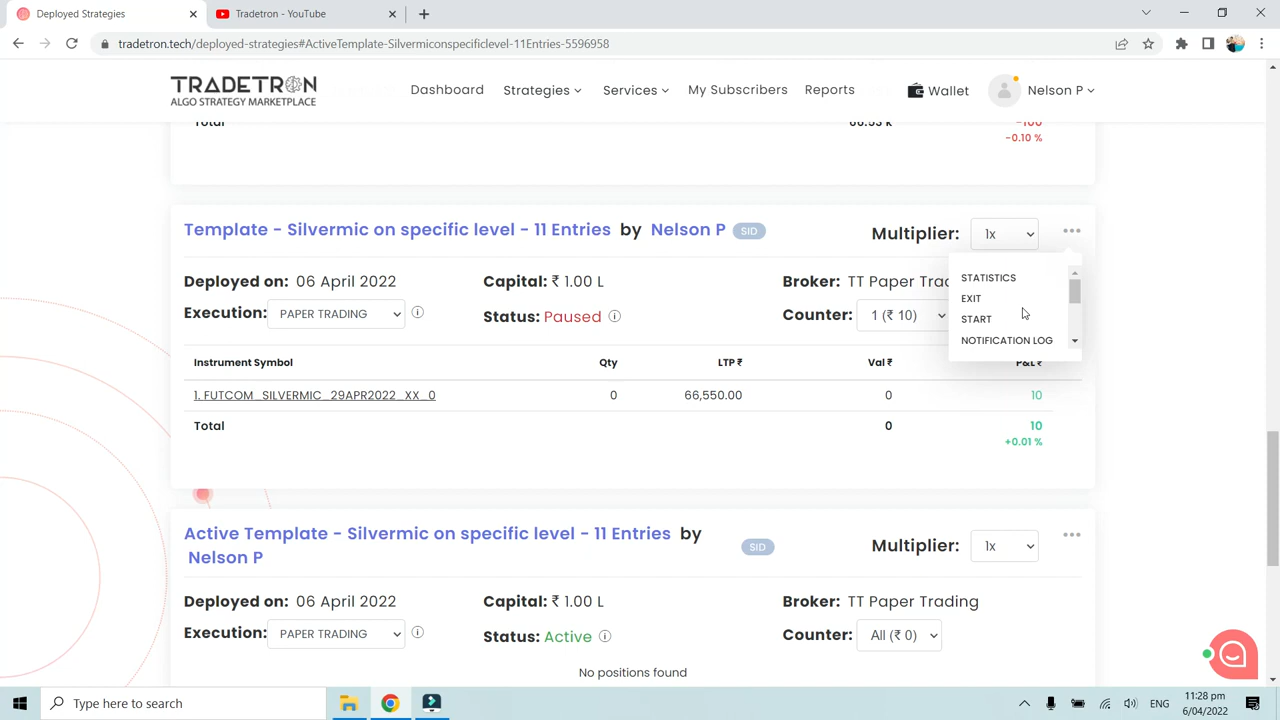 Deployed Strategies
Tradetron - YouTube
tradetron.tech/deployed-strategies#ActiveTemplate-Silvermiconspecificlevel-11Entries-5596958
TRADETRON
ALGO STRATEGY MARKETPLACE
Dashboard
Strategies
Services
My Subscribers
Reports
Wallet
Nelson P
Total
66.53 k
-100
-0.10 %
Template - Silvermic on specific level - 11 Entries by Nelson P SID
Multiplier: 1x
Deployed on: 06 April 2022
Capital: ₹ 1.00 L
Broker: TT Paper Trad
Execution: PAPER TRADING
Status: Paused
Counter: 1 (₹ 10)
STATISTICS
EXIT
START
NOTIFICATION LOG
Instrument Symbol Qty LTP ₹ Val ₹ P&L ₹
1. FUTCOM_SILVERMIC_29APR2022_XX_0 0 66,550.00 0 10
Total 0 10
+0.01 %
Active Template - Silvermic on specific level - 11 Entries by
Nelson P
SID
Multiplier: 1x
Deployed on: 06 April 2022
Capital: ₹ 1.00 L
Broker: TT Paper Trading
Execution: PAPER TRADING
Status: Active
Counter: All (₹ 0)
No positions found
Type here to search
ENG
11:28 pm
6/04/2022